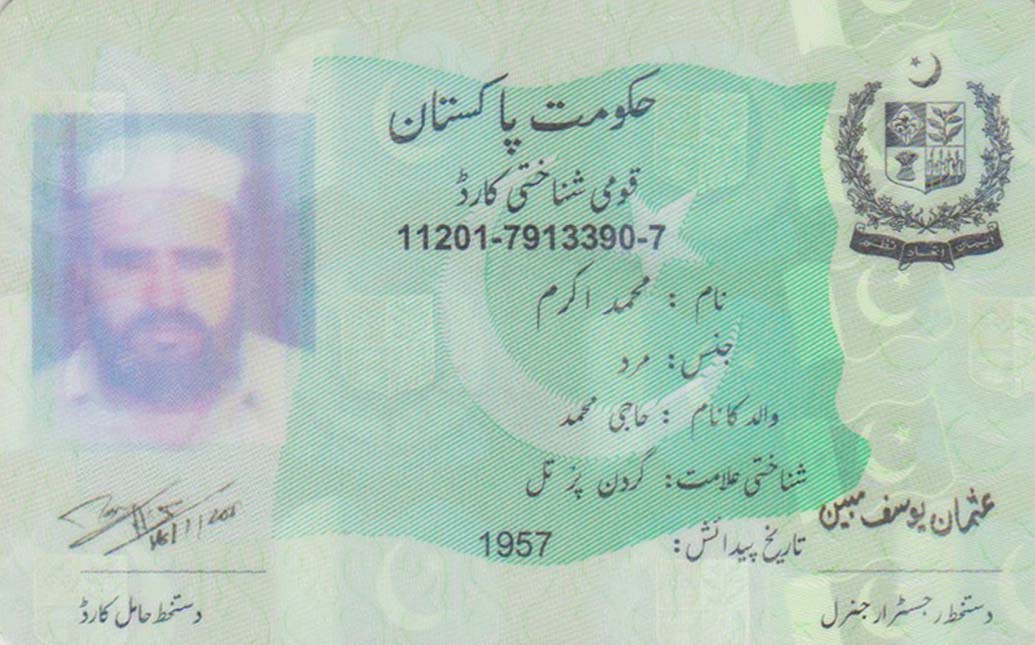 حکومت پاکستان
قومی شناختی کارڈ
11201-7913390-7
نام : محمد اکرم
جنس: مرد
والد کا نام : حاجی محمد
شناختی علامت: گردن پر تل
تاریخ پیدائش: 1957
ایمان اتحاد نظم
عثمان یوسف مبین
دستخط رجسٹرار جنرل
دستخط حامل کارڈ